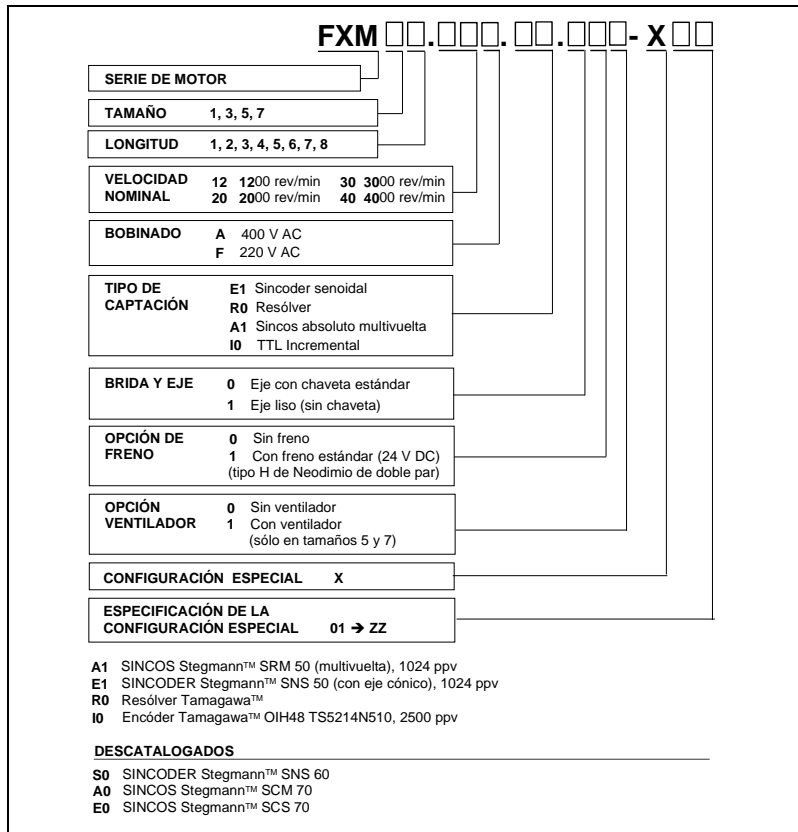 FXM □□.□□□.□□.□□□- X □□
SERIE DE MOTOR
TAMAÑO 1, 3, 5, 7
LONGITUD 1, 2, 3, 4, 5, 6, 7, 8
VELOCIDAD NOMINAL
12 1200 rev/min 30 3000 rev/min
20 2000 rev/min 40 4000 rev/min
BOBINADO
A 400 V AC
F 220 V AC
TIPO DE CAPTACIÓN
E1 Sincoder senoidal
R0 Resólver
A1 Sincos absoluto multivuelta
I0 TTL Incremental
BRIDA Y EJE
0 Eje con chaveta estándar
1 Eje liso (sin chaveta)
OPCIÓN DE FRENO
0 Sin freno
1 Con freno estándar (24 V DC)
(tipo H de Neodimio de doble par)
OPCIÓN VENTILADOR
0 Sin ventilador
1 Con ventilador
(sólo en tamaños 5 y 7)
CONFIGURACIÓN ESPECIAL X
ESPECIFICACIÓN DE LA
CONFIGURACIÓN ESPECIAL 01 ➔ ZZ
A1 SINCOS Stegmann™ SRM 50 (multivuelta), 1024 ppv
E1 SINCODER Stegmann™ SNS 50 (con eje cónico), 1024 ppv
R0 Resólver Tamagawa™
I0 Encóder Tamagawa™ OIH48 TS5214N510, 2500 ppv
DESCATALOGADOS
S0 SINCODER Stegmann™ SNS 60
A0 SINCOS Stegmann™ SCM 70
E0 SINCOS Stegmann™ SCS 70